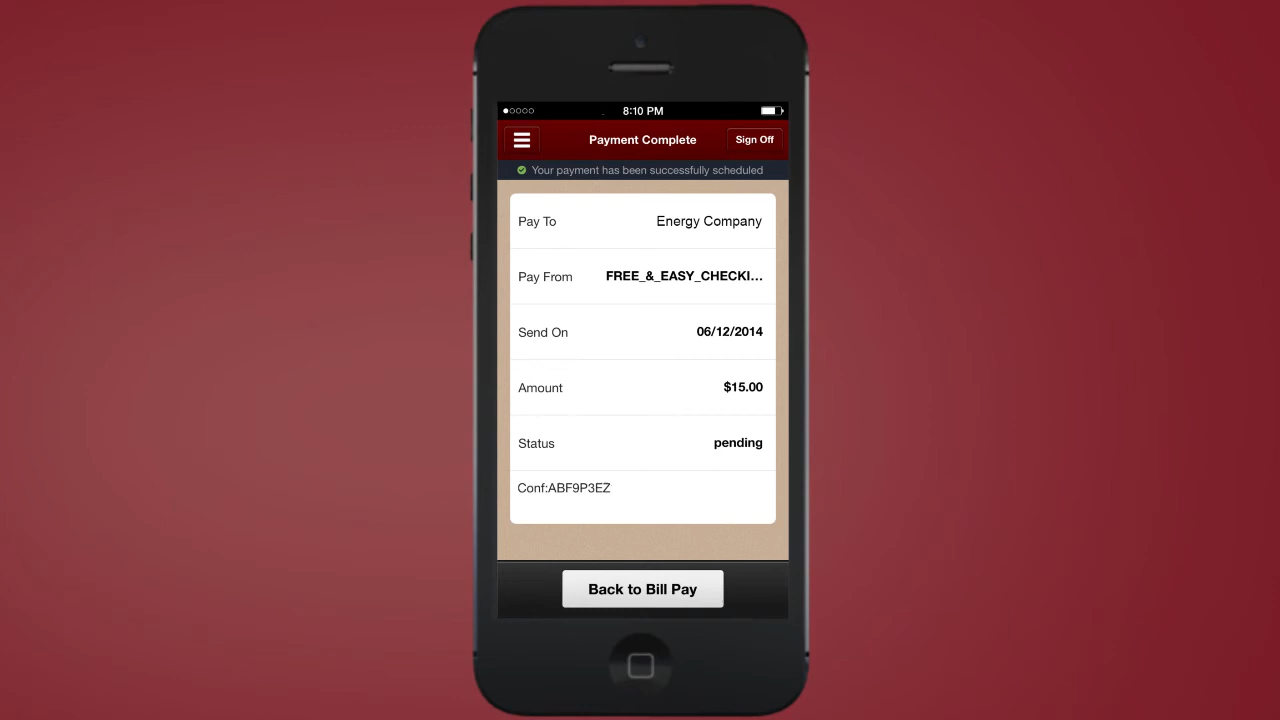 8:10 PM
Payment Complete
Sign Off
Your payment has been successfully scheduled
Pay To Energy Company
Pay From FREE_&_EASY_CHECKI...
Send On 06/12/2014
Amount $15.00
Status pending
Conf:ABF9P3EZ
Back to Bill Pay